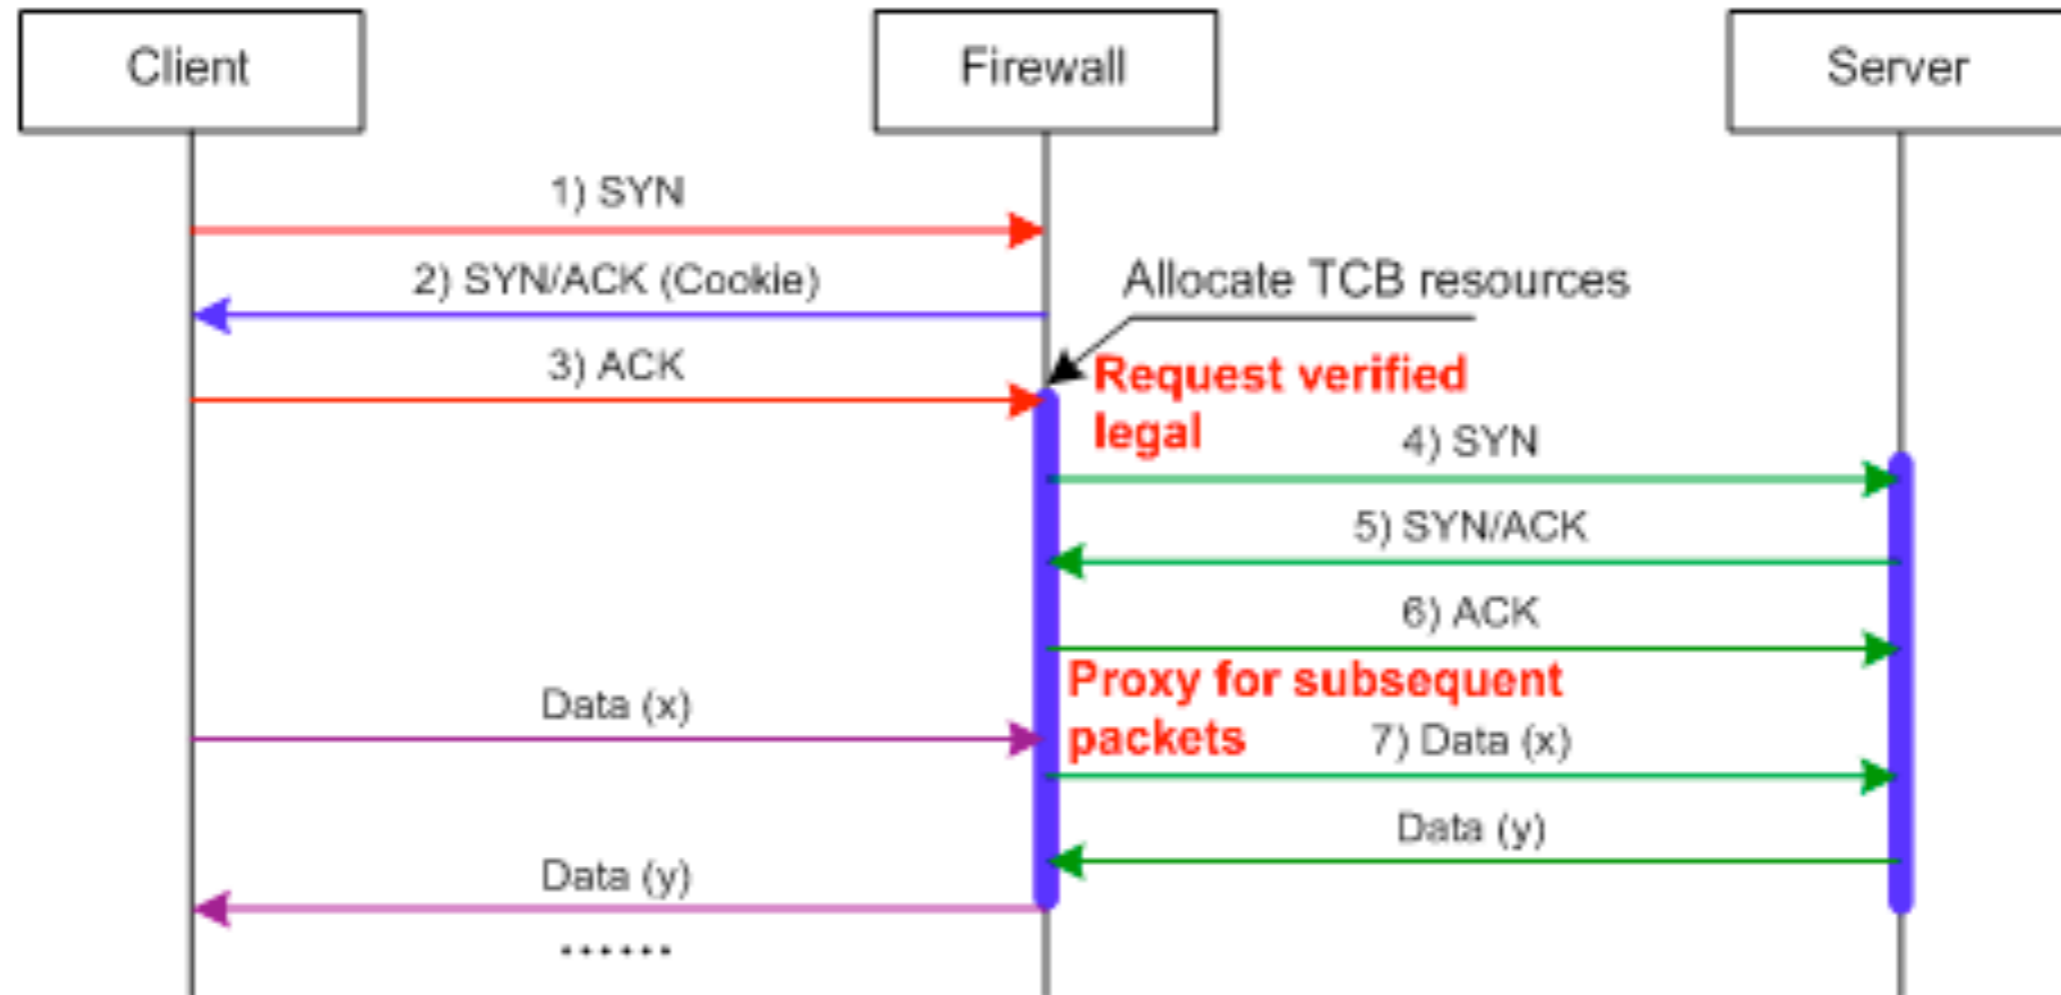 Client
Firewall
Server
1) SYN
2) SYN/ACK (Cookie)
Allocate TCB resources
3) ACK
Request verified
legal
4) SYN
5) SYN/ACK
6) ACK
Proxy for subsequent
packets
Data (x)
7) Data (x)
Data (y)
Data (y)
......